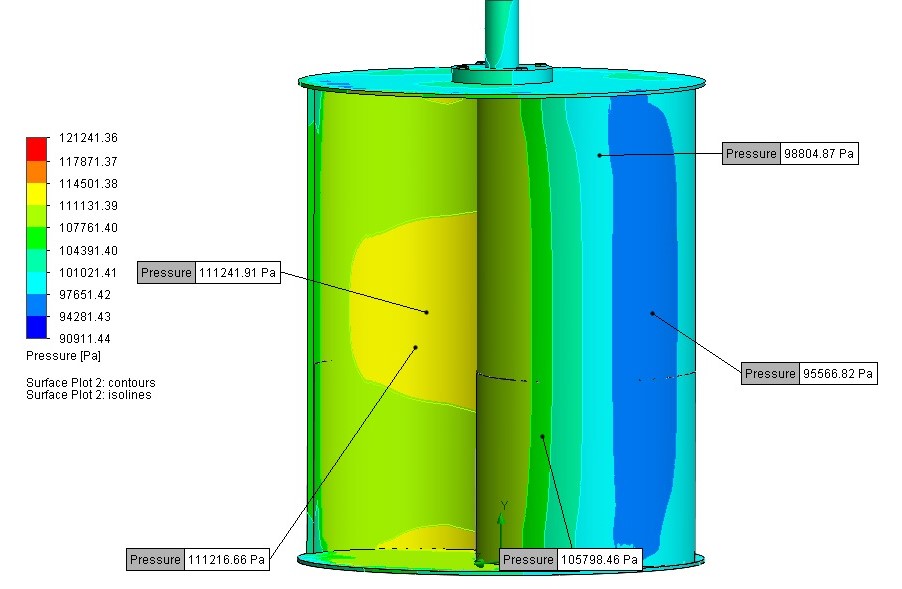 121241.36
117871.37
114501.38
111131.39
107761.40
104391.40
101021.41
97651.42
94281.43
90911.44
Pressure [Pa]
Surface Plot 2: contours
Surface Plot 2: isolines
Pressure 98804.87 Pa
Pressure 111241.91 Pa
Pressure 95566.82 Pa
Y
Pressure 111216.66 Pa
Pressure 105798.46 Pa